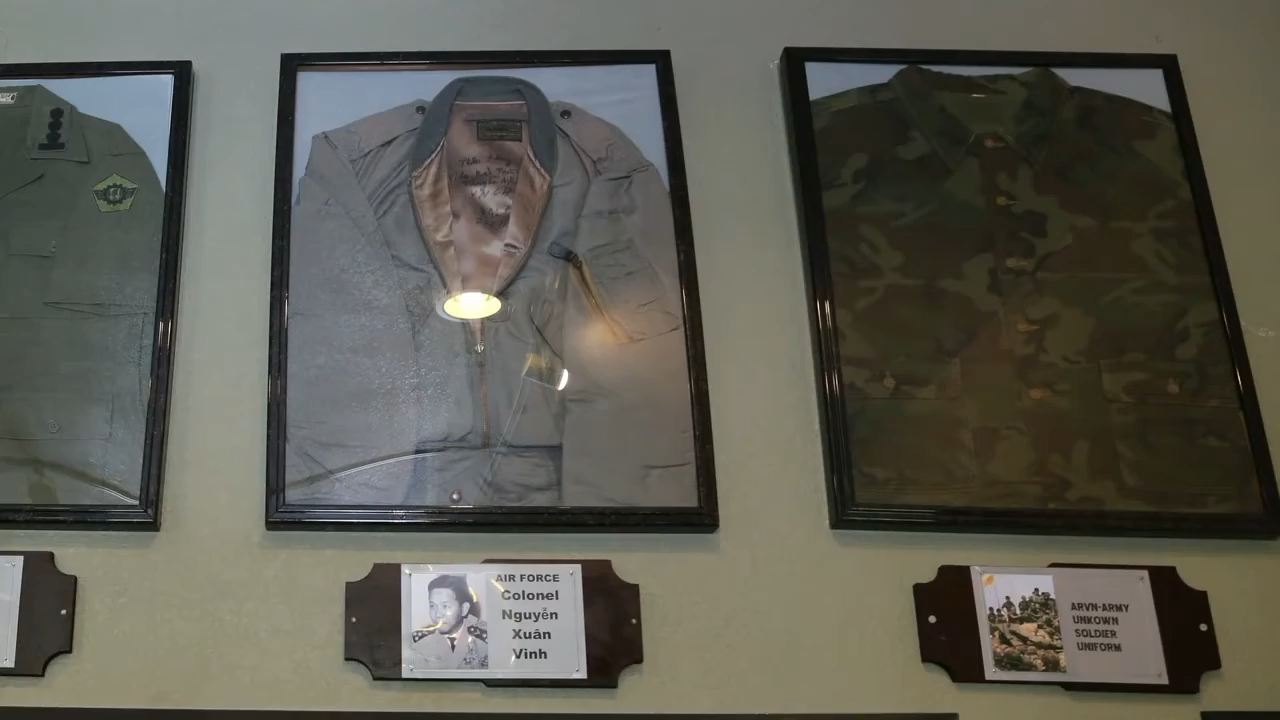 AIR FORCE
Colonel
Nguyễn
Xuân
Vinh
ARVN-ARMY
UNKOWN
SOLDIER
UNIFORM